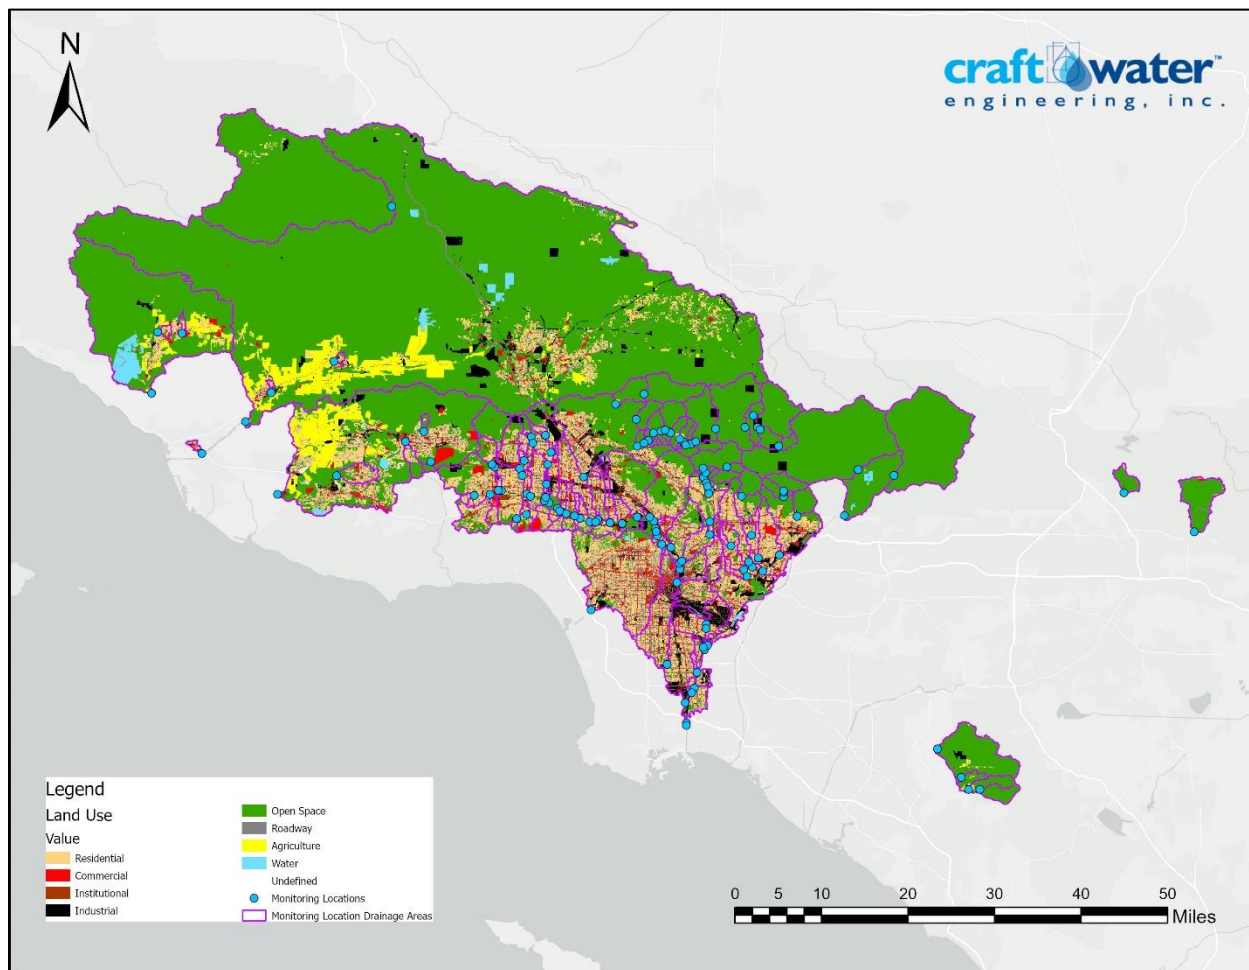 N
craft water™
engineering, inc.
Legend
Land Use
Value
Residential
Commercial
Institutional
Industrial
Open Space
Roadway
Agriculture
Water
Undefined
Monitoring Locations
Monitoring Location Drainage Areas
0 5 10 20 30 40 50
Miles